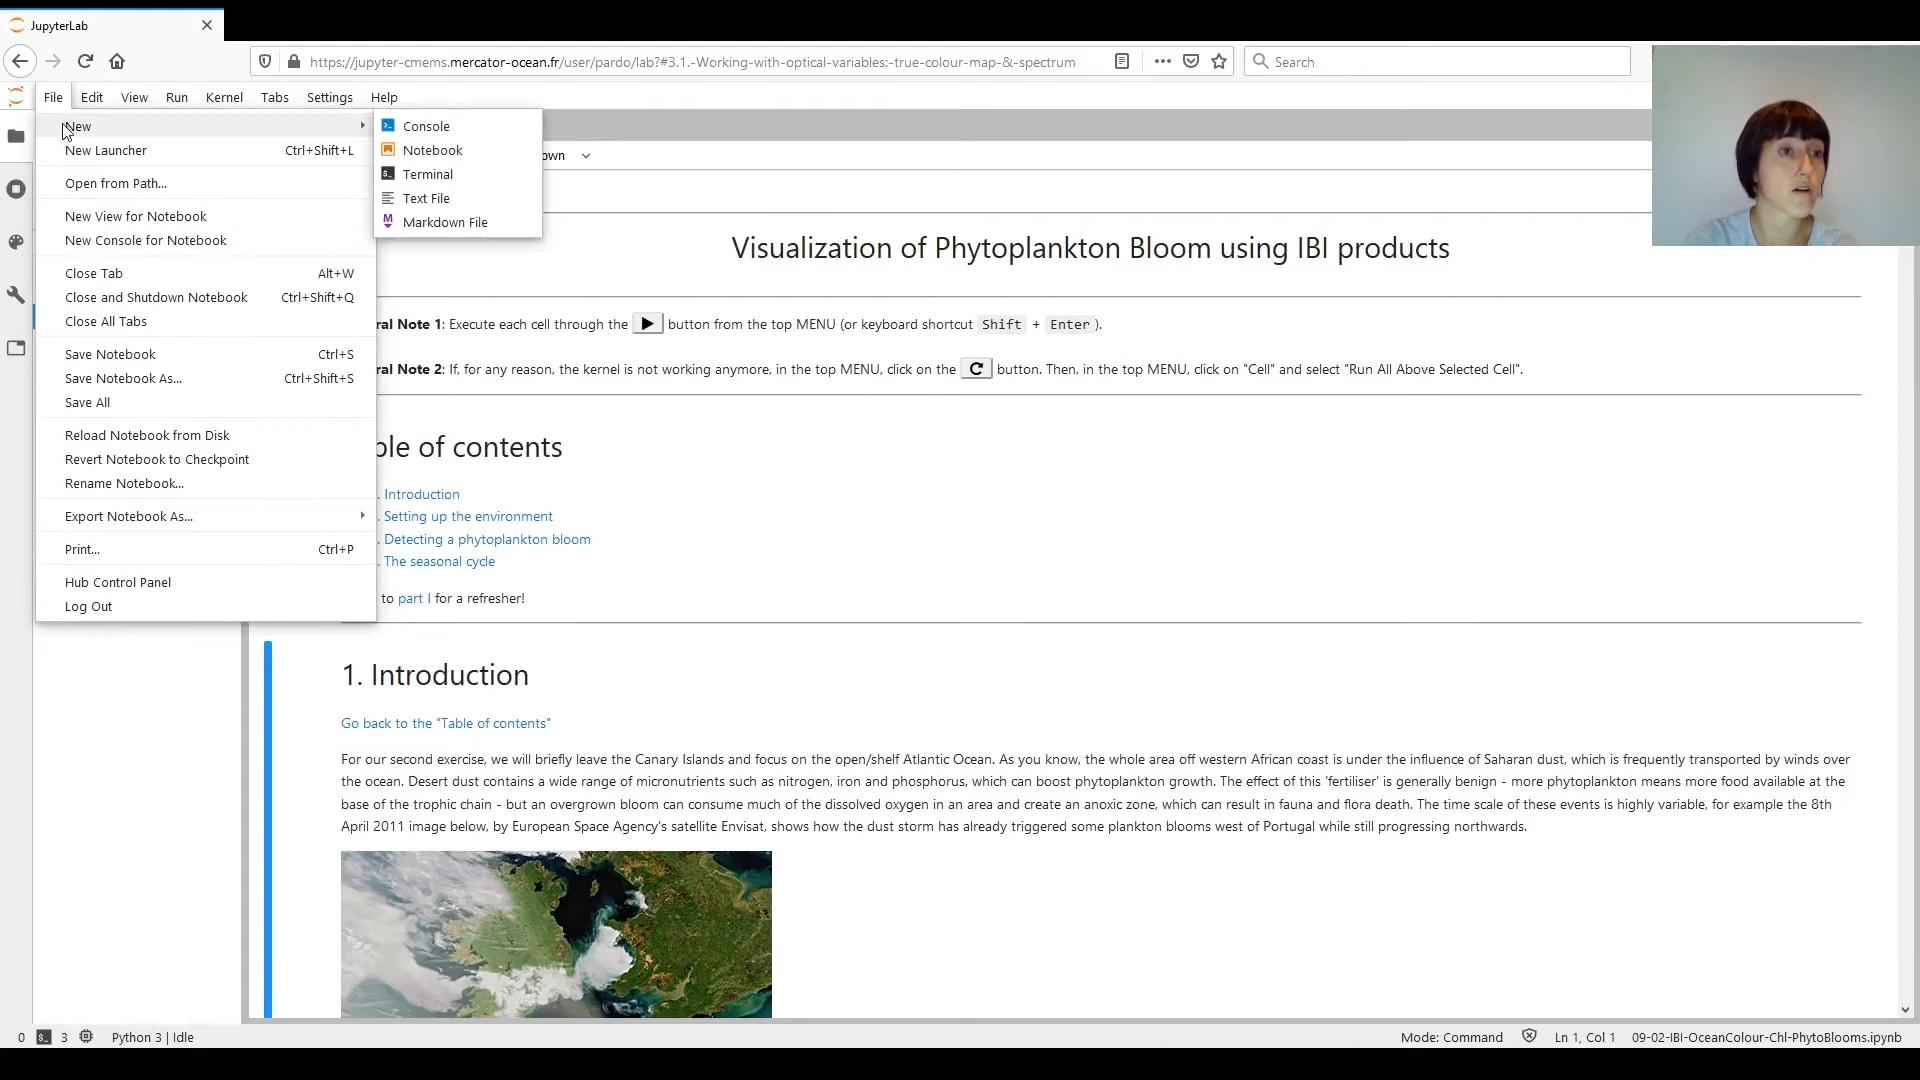 JupyterLab
https://jupyter-cmems.mercator-ocean.fr/user/pardo/lab?#3.1.-Working-with-optical-variables:-true-colour-map-&-spectrum
Search
File Edit View Run Kernel Tabs Settings Help
New
New Launcher Ctrl+Shift+L
Open from Path...
New View for Notebook
New Console for Notebook
Close Tab Alt+W
Close and Shutdown Notebook Ctrl+Shift+Q
Close All Tabs
Save Notebook Ctrl+S
Save Notebook As... Ctrl+Shift+S
Save All
Reload Notebook from Disk
Revert Notebook to Checkpoint
Rename Notebook...
Export Notebook As...
Print... Ctrl+P
Hub Control Panel
Log Out
Console
Notebook
Terminal
Text File
Markdown File
own
Visualization of Phytoplankton Bloom using IBI products
ral Note 1: Execute each cell through the button from the top MENU (or keyboard shortcut Shift + Enter).
ral Note 2: If, for any reason, the kernel is not working anymore, in the top MENU, click on the button. Then, in the top MENU, click on "Cell" and select "Run All Above Selected Cell".
ble of contents
. Introduction
. Setting up the environment
. Detecting a phytoplankton bloom
. The seasonal cycle
to part I for a refresher!
1. Introduction
Go back to the "Table of contents"
For our second exercise, we will briefly leave the Canary Islands and focus on the open/shelf Atlantic Ocean. As you know, the whole area off western African coast is under the influence of Saharan dust, which is frequently transported by winds over
the ocean. Desert dust contains a wide range of micronutrients such as nitrogen, iron and phosphorus, which can boost phytoplankton growth. The effect of this 'fertiliser' is generally benign - more phytoplankton means more food available at the
base of the trophic chain - but an overgrown bloom can consume much of the dissolved oxygen in an area and create an anoxic zone, which can result in fauna and flora death. The time scale of these events is highly variable, for example the 8th
April 2011 image below, by European Space Agency's satellite Envisat, shows how the dust storm has already triggered some plankton blooms west of Portugal while still progressing northwards.
0 3 Python 3 | Idle
Mode: Command Ln 1, Col 1 09-02-IBI-OceanColour-Chl-PhytoBlooms.ipynb